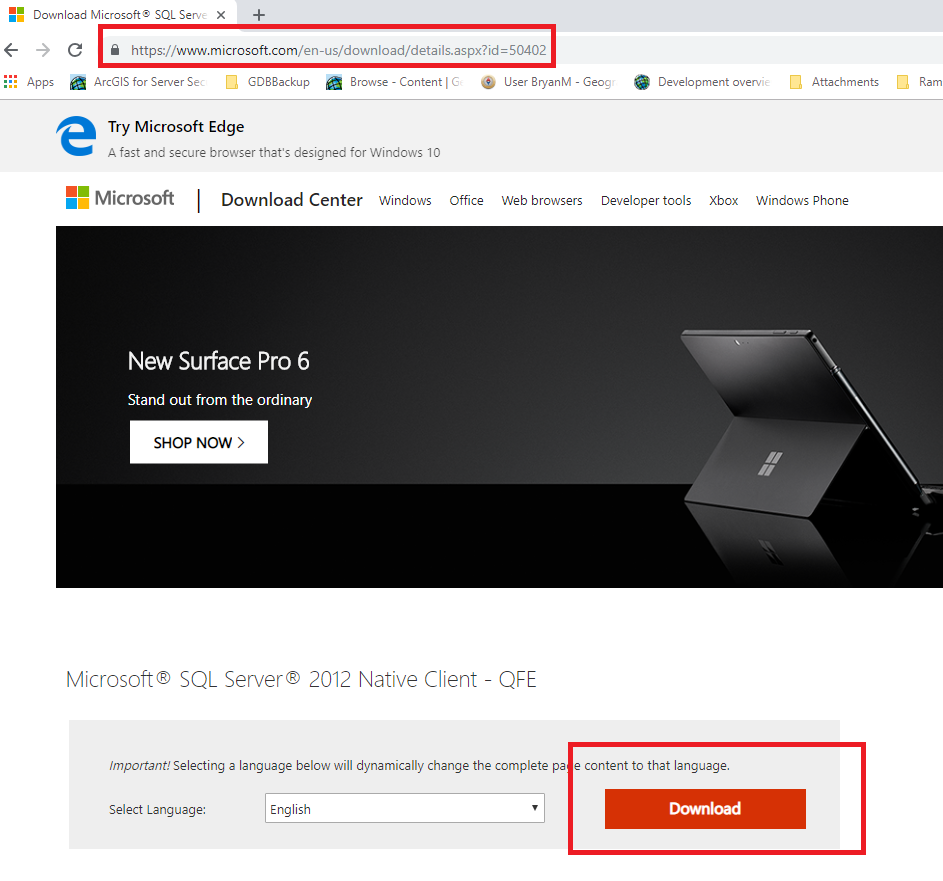 Download Microsoft® SQL Serve
https://www.microsoft.com/en-us/download/details.aspx?id=50402
Apps ArcGIS for Server Sec GDBBackup Browse - Content | G User BryanM - Geogr Development overvie Attachments Ram
Try Microsoft Edge
A fast and secure browser that's designed for Windows 10
Microsoft | Download Center Windows Office Web browsers Developer tools Xbox Windows Phone
New Surface Pro 6
Stand out from the ordinary
SHOP NOW >
Microsoft® SQL Server® 2012 Native Client - QFE
Important! Selecting a language below will dynamically change the complete page content to that language.
Select Language: English Download